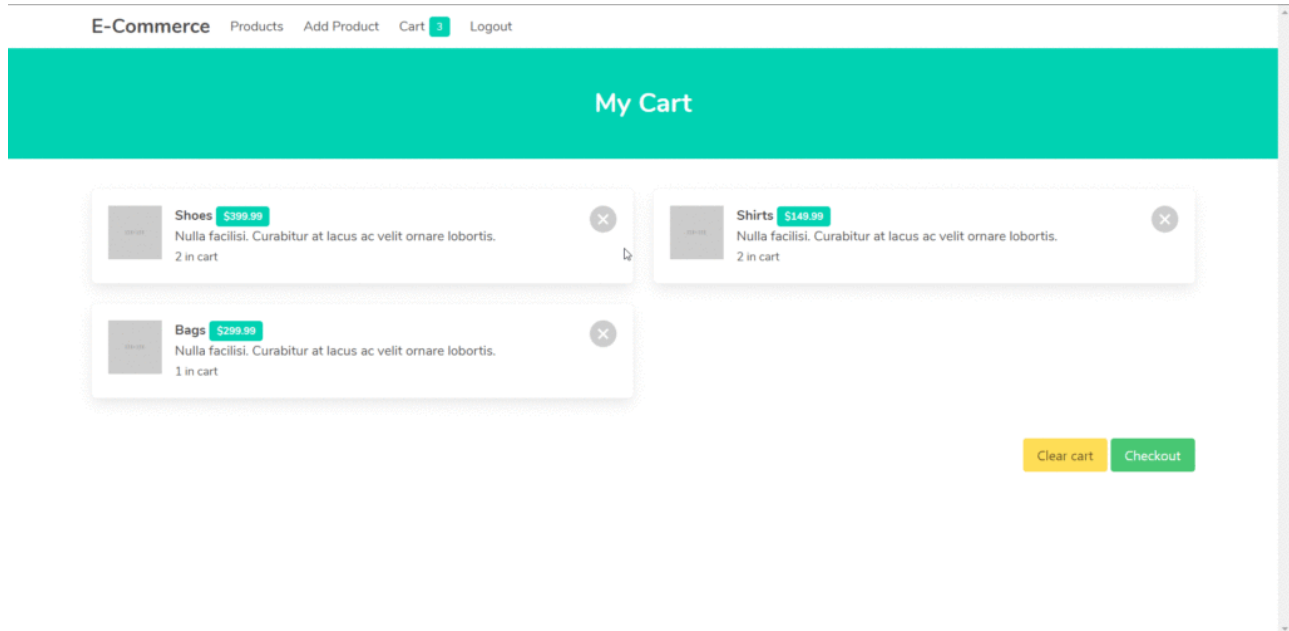 E-Commerce Products Add Product Cart 3 Logout
My Cart
Shoes $399.99
Nulla facilisi. Curabitur at lacus ac velit ornare lobortis.
2 in cart
Shirts $149.99
Nulla facilisi. Curabitur at lacus ac velit ornare lobortis.
2 in cart
Bags $299.99
Nulla facilisi. Curabitur at lacus ac velit ornare lobortis.
1 in cart
Clear cart Checkout